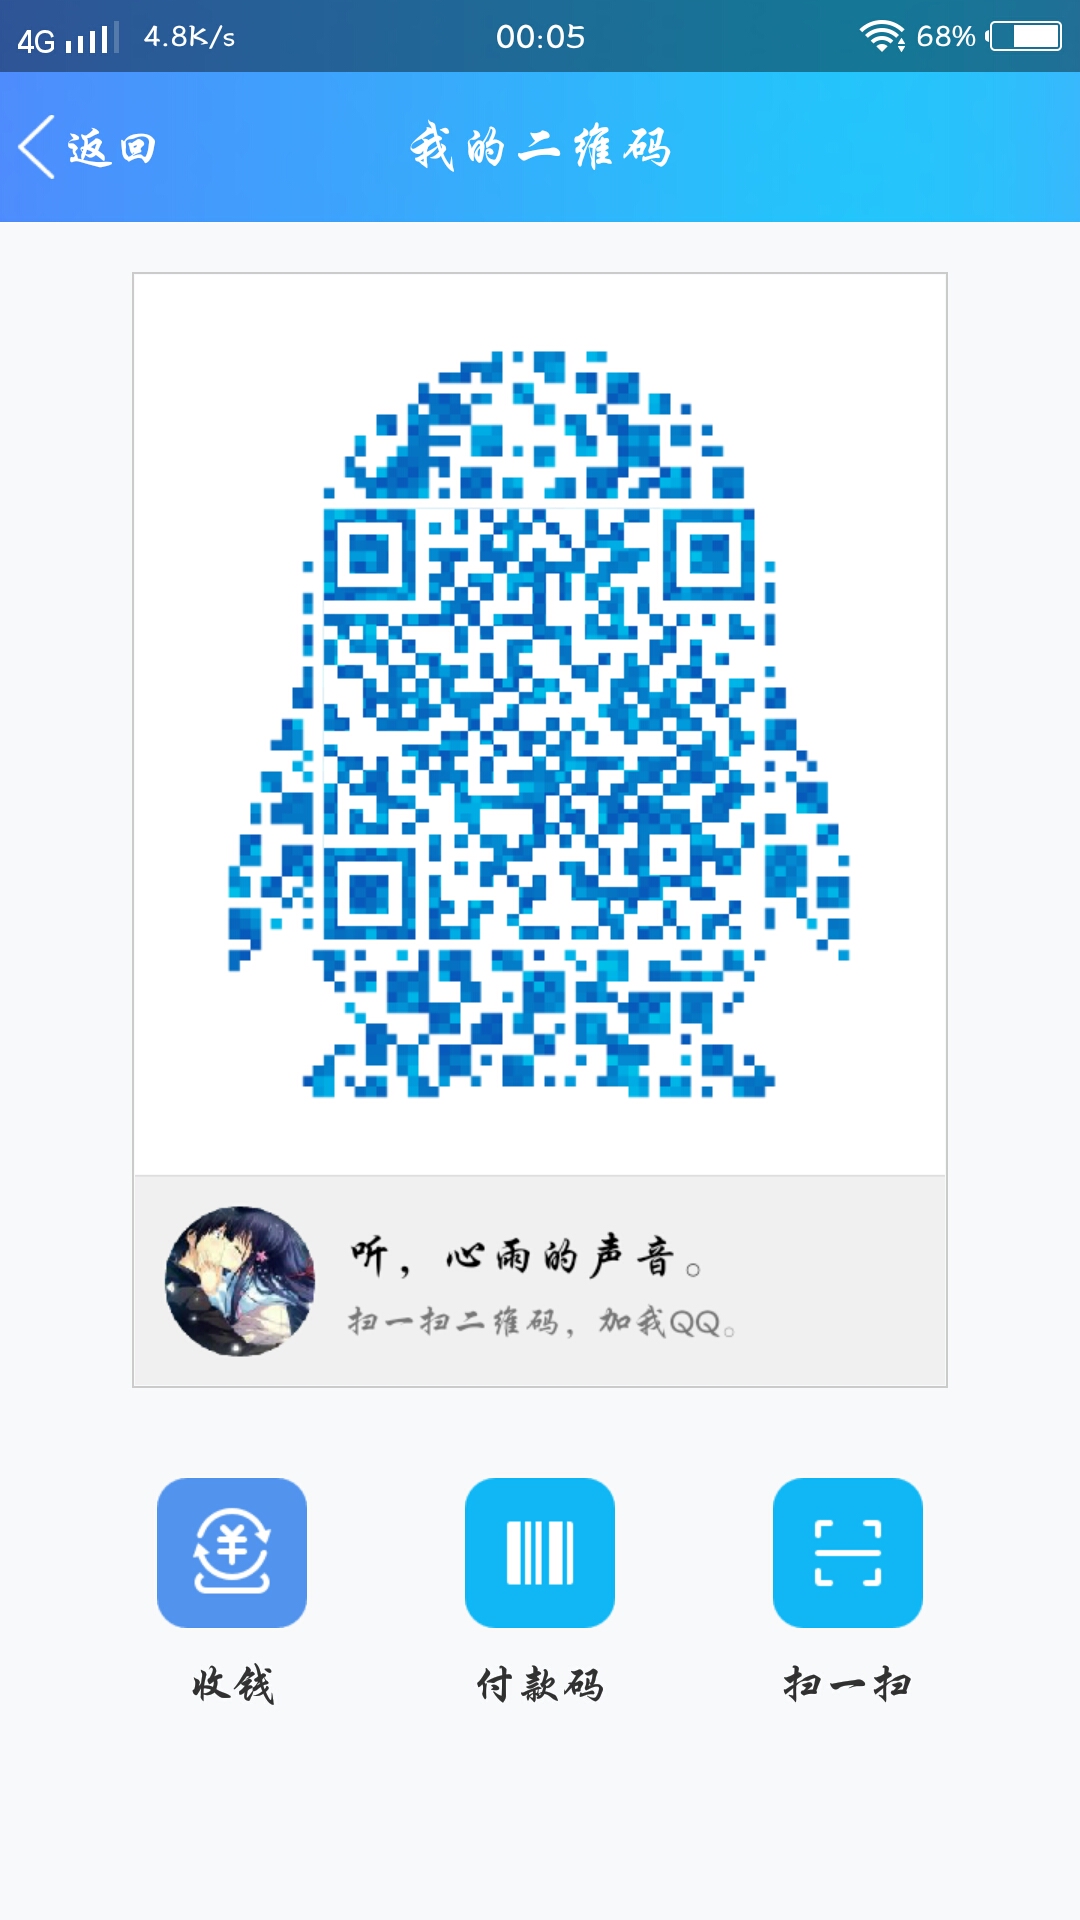 4G 4.8K/s 00:05 68%
返回 我的二维码
听，心雨的声音。
扫一扫二维码，加我QQ。
收钱 付款码 扫一扫